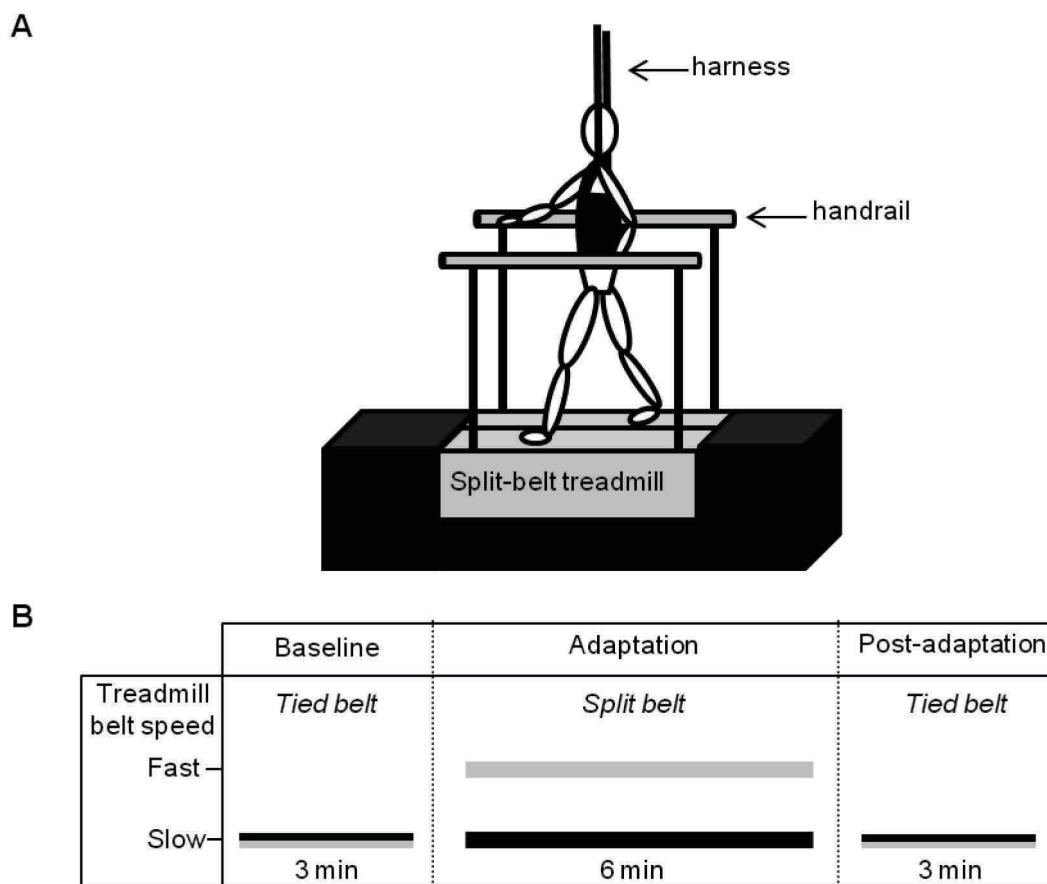 A
harness
handrail
Split-belt treadmill
B
Baseline Adaptation Post-adaptation
Treadmill
belt speed
Tied belt Split belt Tied belt
Fast
Slow
3 min 6 min 3 min